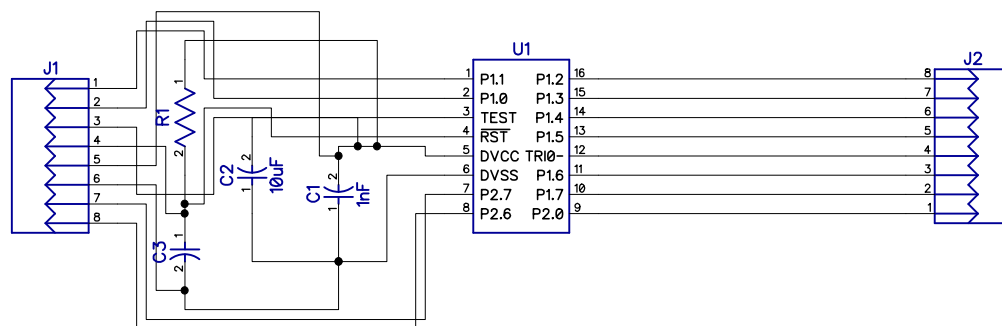 U1
J1
J2
1 P1.1 P1.2 16
2 P1.0 P1.3 15
3 TEST P1.4 14
4 RST P1.5 13
5 DVCC TRI0- 12
6 DVSS P1.6 11
7 P2.7 P1.7 10
8 P2.6 P2.0 9
1
2
3
4
5
6
7
8
8
7
6
5
4
3
2
1
1
R1
2
C2
2
1
10uF
C1
2
1
1nF
C3
1
2